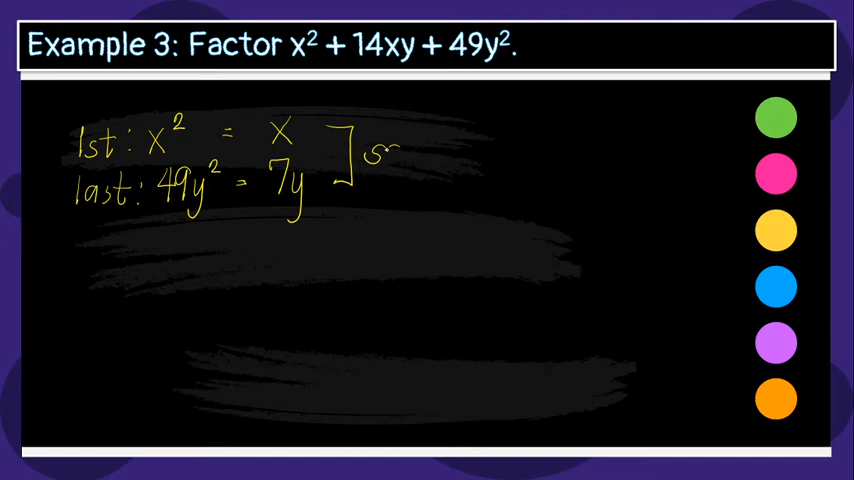 Example 3: Factor x² + 14xy + 49y².
1st: x² = x
last: 49y² = 7y